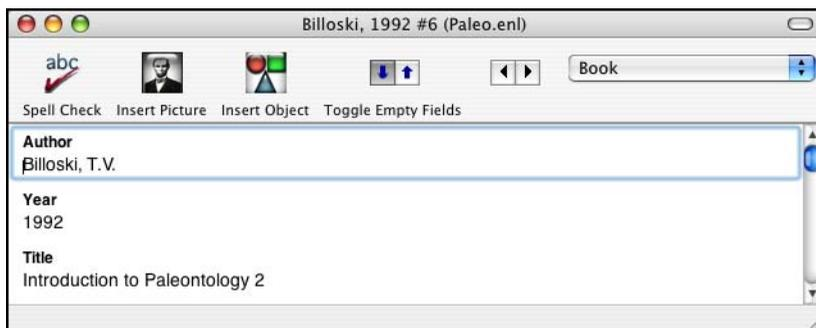 Billoski, 1992 #6 (Paleo.enl)
abc
Book
Spell Check Insert Picture Insert Object Toggle Empty Fields
Author
Billoski, T.V.
Year
1992
Title
Introduction to Paleontology 2